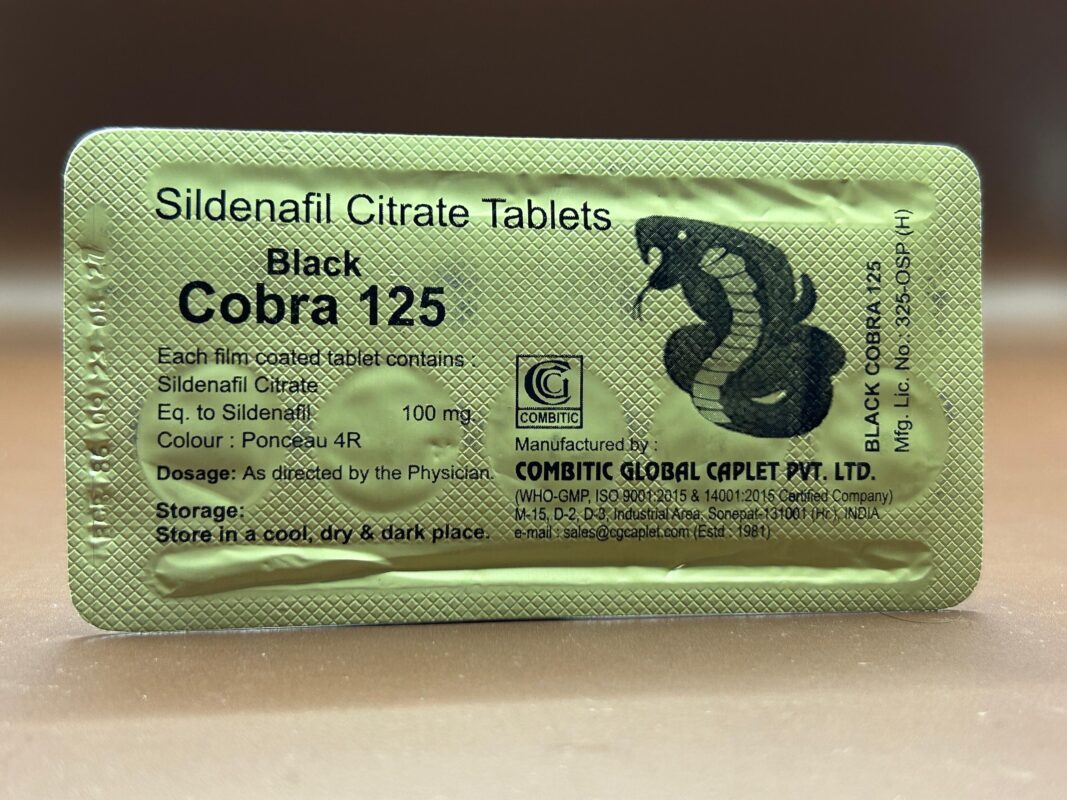 Sildenafil Citrate Tablets
Black
Cobra 125
Each film coated tablet contains :
Sildenafil Citrate
Eq. to Sildenafil 100 mg.
Colour : Ponceau 4R
Dosage: As directed by the Physician.
Storage:
Store in a cool, dry & dark place.
CCG
COMBITIC
Manufactured by :
COMBITIC GLOBAL CAPLET PVT. LTD.
(WHO-GMP, ISO 9001:2015 & 14001:2015 Certified Company)
M-15, D-2, D-3, Industrial Area, Sonepat-131001 (Hr.), INDIA
e-mail : sales@cgcaplet.com (Estd : 1981)
BLACK COBRA 125
Mfg. Lic. No. 325-OSP (H)